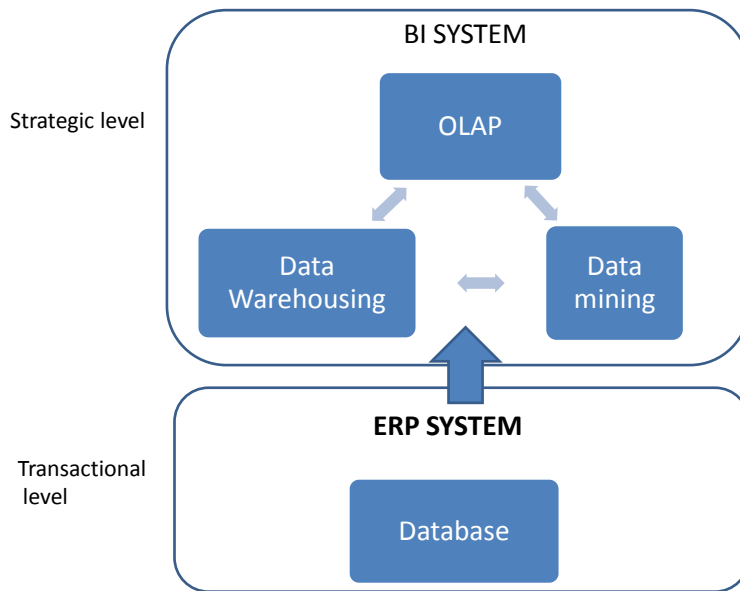 BI SYSTEM
Strategic level
OLAP
Data
Warehousing
Data
mining
ERP SYSTEM
Transactional
level
Database